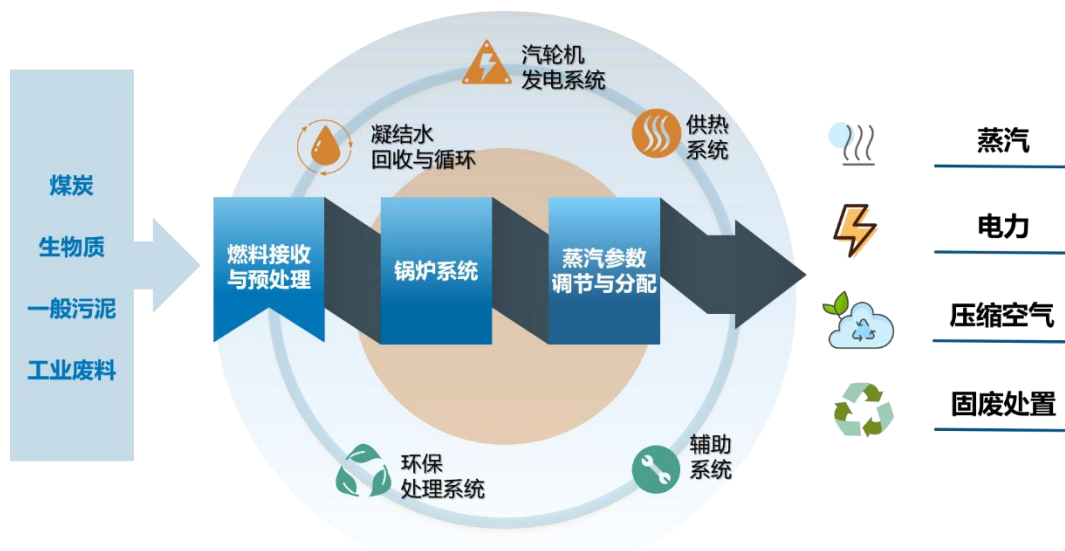 煤炭
生物质
一般污泥
工业废料
汽轮机
发电系统
凝结水
回收与循环
供热
系统
燃料接收
与预处理
锅炉系统
蒸汽参数
调节与分配
环保
处理系统
辅助
系统
蒸汽
电力
压缩空气
固废处置